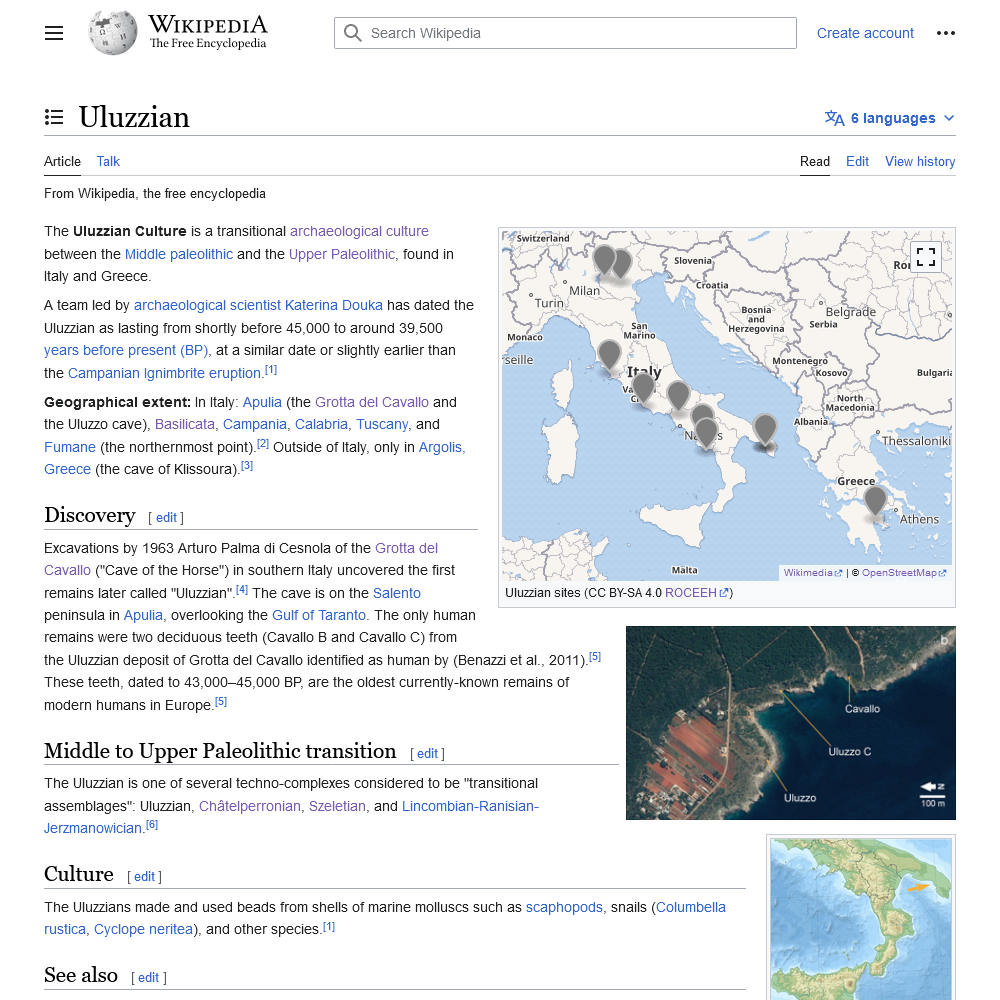 WIKIPEDIA
The Free Encyclopedia
Search Wikipedia
Create account
Uluzzian
6 languages
Article Talk
Read Edit View history
From Wikipedia, the free encyclopedia
The Uluzzian Culture is a transitional archaeological culture
between the Middle paleolithic and the Upper Paleolithic, found in
Italy and Greece.
A team led by archaeological scientist Katerina Douka has dated the
Uluzzian as lasting from shortly before 45,000 to around 39,500
years before present (BP), at a similar date or slightly earlier than
the Campanian Ignimbrite eruption.[1]
Geographical extent: In Italy: Apulia (the Grotta del Cavallo and
the Uluzzo cave), Basilicata, Campania, Calabria, Tuscany, and
Fumane (the northernmost point).[2] Outside of Italy, only in Argolis,
Greece (the cave of Klissoura).[3]
Switzerland
Slovenia
Milan
Turin
Croatia
Belgrade
Bosnia
and
Herzegovina
Serbia
San
Marino
Monaco
seille
Montenegro
Kosovo
Bulgaria
Italy
North
Macedonia
Albania
Thessaloniki
Greece
Athens
Malta
Wikimedia | © OpenStreetMap
Uluzzian sites (CC BY-SA 4.0 ROCEEH)
Discovery [ edit ]
Excavations by 1963 Arturo Palma di Cesnola of the Grotta del
Cavallo ("Cave of the Horse") in southern Italy uncovered the first
remains later called "Uluzzian".[4] The cave is on the Salento
peninsula in Apulia, overlooking the Gulf of Taranto. The only human
remains were two deciduous teeth (Cavallo B and Cavallo C) from
the Uluzzian deposit of Grotta del Cavallo identified as human by (Benazzi et al., 2011).[5]
These teeth, dated to 43,000–45,000 BP, are the oldest currently-known remains of
modern humans in Europe.[5]
b
Cavallo
Uluzzo C
Uluzzo
N
100 m
Middle to Upper Paleolithic transition [ edit ]
The Uluzzian is one of several techno-complexes considered to be "transitional
assemblages": Uluzzian, Châtelperronian, Szeletian, and Lincombian-Ranisian-
Jerzmanowician.[6]
Culture [ edit ]
The Uluzzians made and used beads from shells of marine molluscs such as scaphopods, snails (Columbella
rustica, Cyclope neritea), and other species.[1]
See also [ edit ]